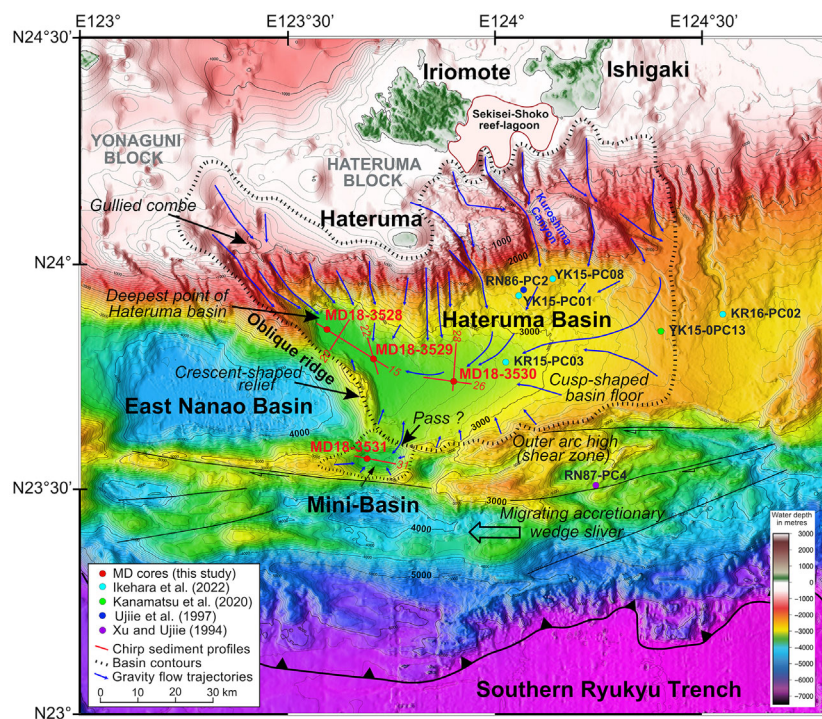 E123°
E123°30'
E124°
E124°30'
N24°30'
Iriomote
Ishigaki
Sekisei-Shoko
reef-lagoon
YONAGUNI
BLOCK
HATERUMA
BLOCK
Gullied combe
Hateruma
Kuroshima
Canyon
1000
2000
N24°
RN86-PC2
YK15-PC08
YK15-PC01
Deepest point of
Hateruma basin
MD18-3528
Hateruma Basin
3000
KR16-PC02
YK15-0PC13
Oblique ridge
MD18-3529
28
15
KR15-PC03
MD18-3530
26
Crescent-shaped
relief
Cusp-shaped
basin floor
East Nanao Basin
4000
Pass ?
3000
MD18-3531
31
Outer arc high
(shear zone)
RN87-PC4
N23°30'
Mini-Basin
3000
Migrating accretionary
wedge sliver
4000
5000
Water depth
in metres
3000
2000
1000
0
-1000
-2000
-3000
-4000
-5000
-6000
-7000
MD cores (this study)
Ikehara et al. (2022)
Kanamatsu et al. (2020)
Ujiie et al. (1997)
Xu and Ujiie (1994)
Chirp sediment profiles
Basin contours
Gravity flow trajectories
0 10 20 30 km
Southern Ryukyu Trench
N23°